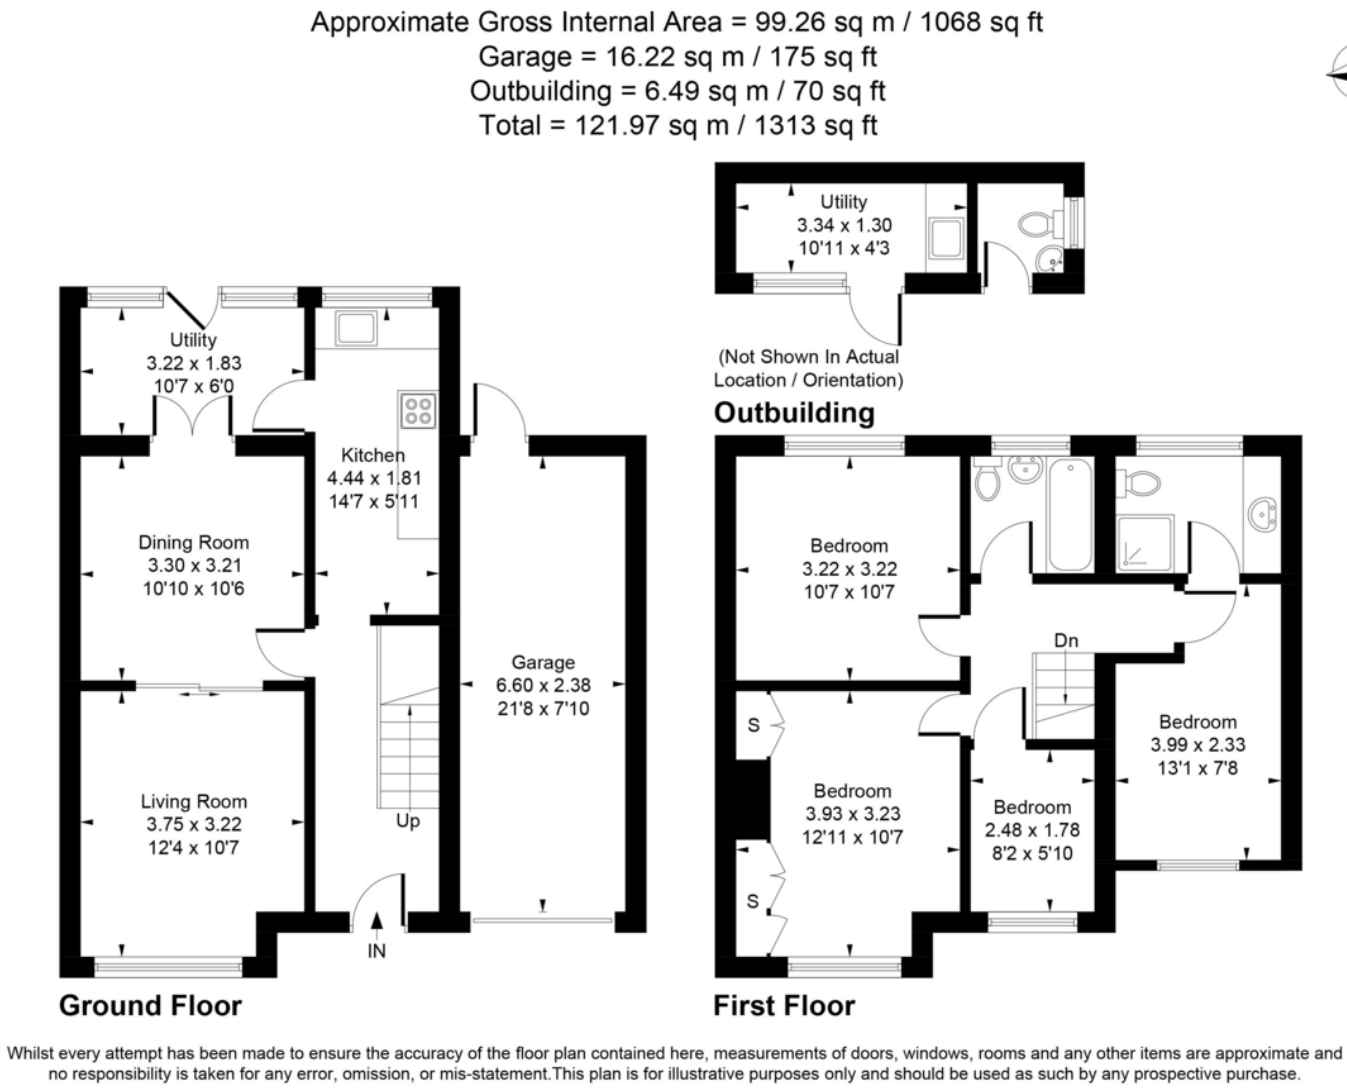 Approximate Gross Internal Area = 99.26 sq m / 1068 sq ft
Garage = 16.22 sq m / 175 sq ft
Outbuilding = 6.49 sq m / 70 sq ft
Total = 121.97 sq m / 1313 sq ft
Utility
3.34 x 1.30
10'11 x 4'3
(Not Shown In Actual
Location / Orientation)
Outbuilding
Utility
3.22 x 1.83
10'7 x 6'0
Kitchen
4.44 x 1.81
14'7 x 5'11
Dining Room
3.30 x 3.21
10'10 x 10'6
Garage
6.60 x 2.38
21'8 x 7'10
Living Room
3.75 x 3.22
12'4 x 10'7
Up
IN
Ground Floor
Bedroom
3.22 x 3.22
10'7 x 10'7
Dn
S
Bedroom
3.99 x 2.33
13'1 x 7'8
Bedroom
3.93 x 3.23
12'11 x 10'7
Bedroom
2.48 x 1.78
8'2 x 5'10
S
First Floor
Whilst every attempt has been made to ensure the accuracy of the floor plan contained here, measurements of doors, windows, rooms and any other items are approximate and
no responsibility is taken for any error, omission, or mis-statement.This plan is for illustrative purposes only and should be used as such by any prospective purchase.